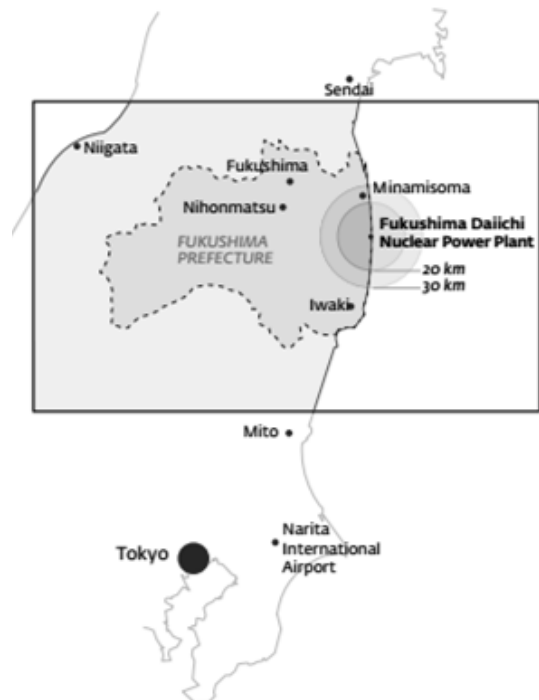 Sendai
Niigata
Fukushima
Minamisoma
Nihonmatsu
Fukushima Daiichi
Nuclear Power Plant
FUKUSHIMA
PREFECTURE
20 km
30 km
Iwaki
Mito
Narita
International
Airport
Tokyo